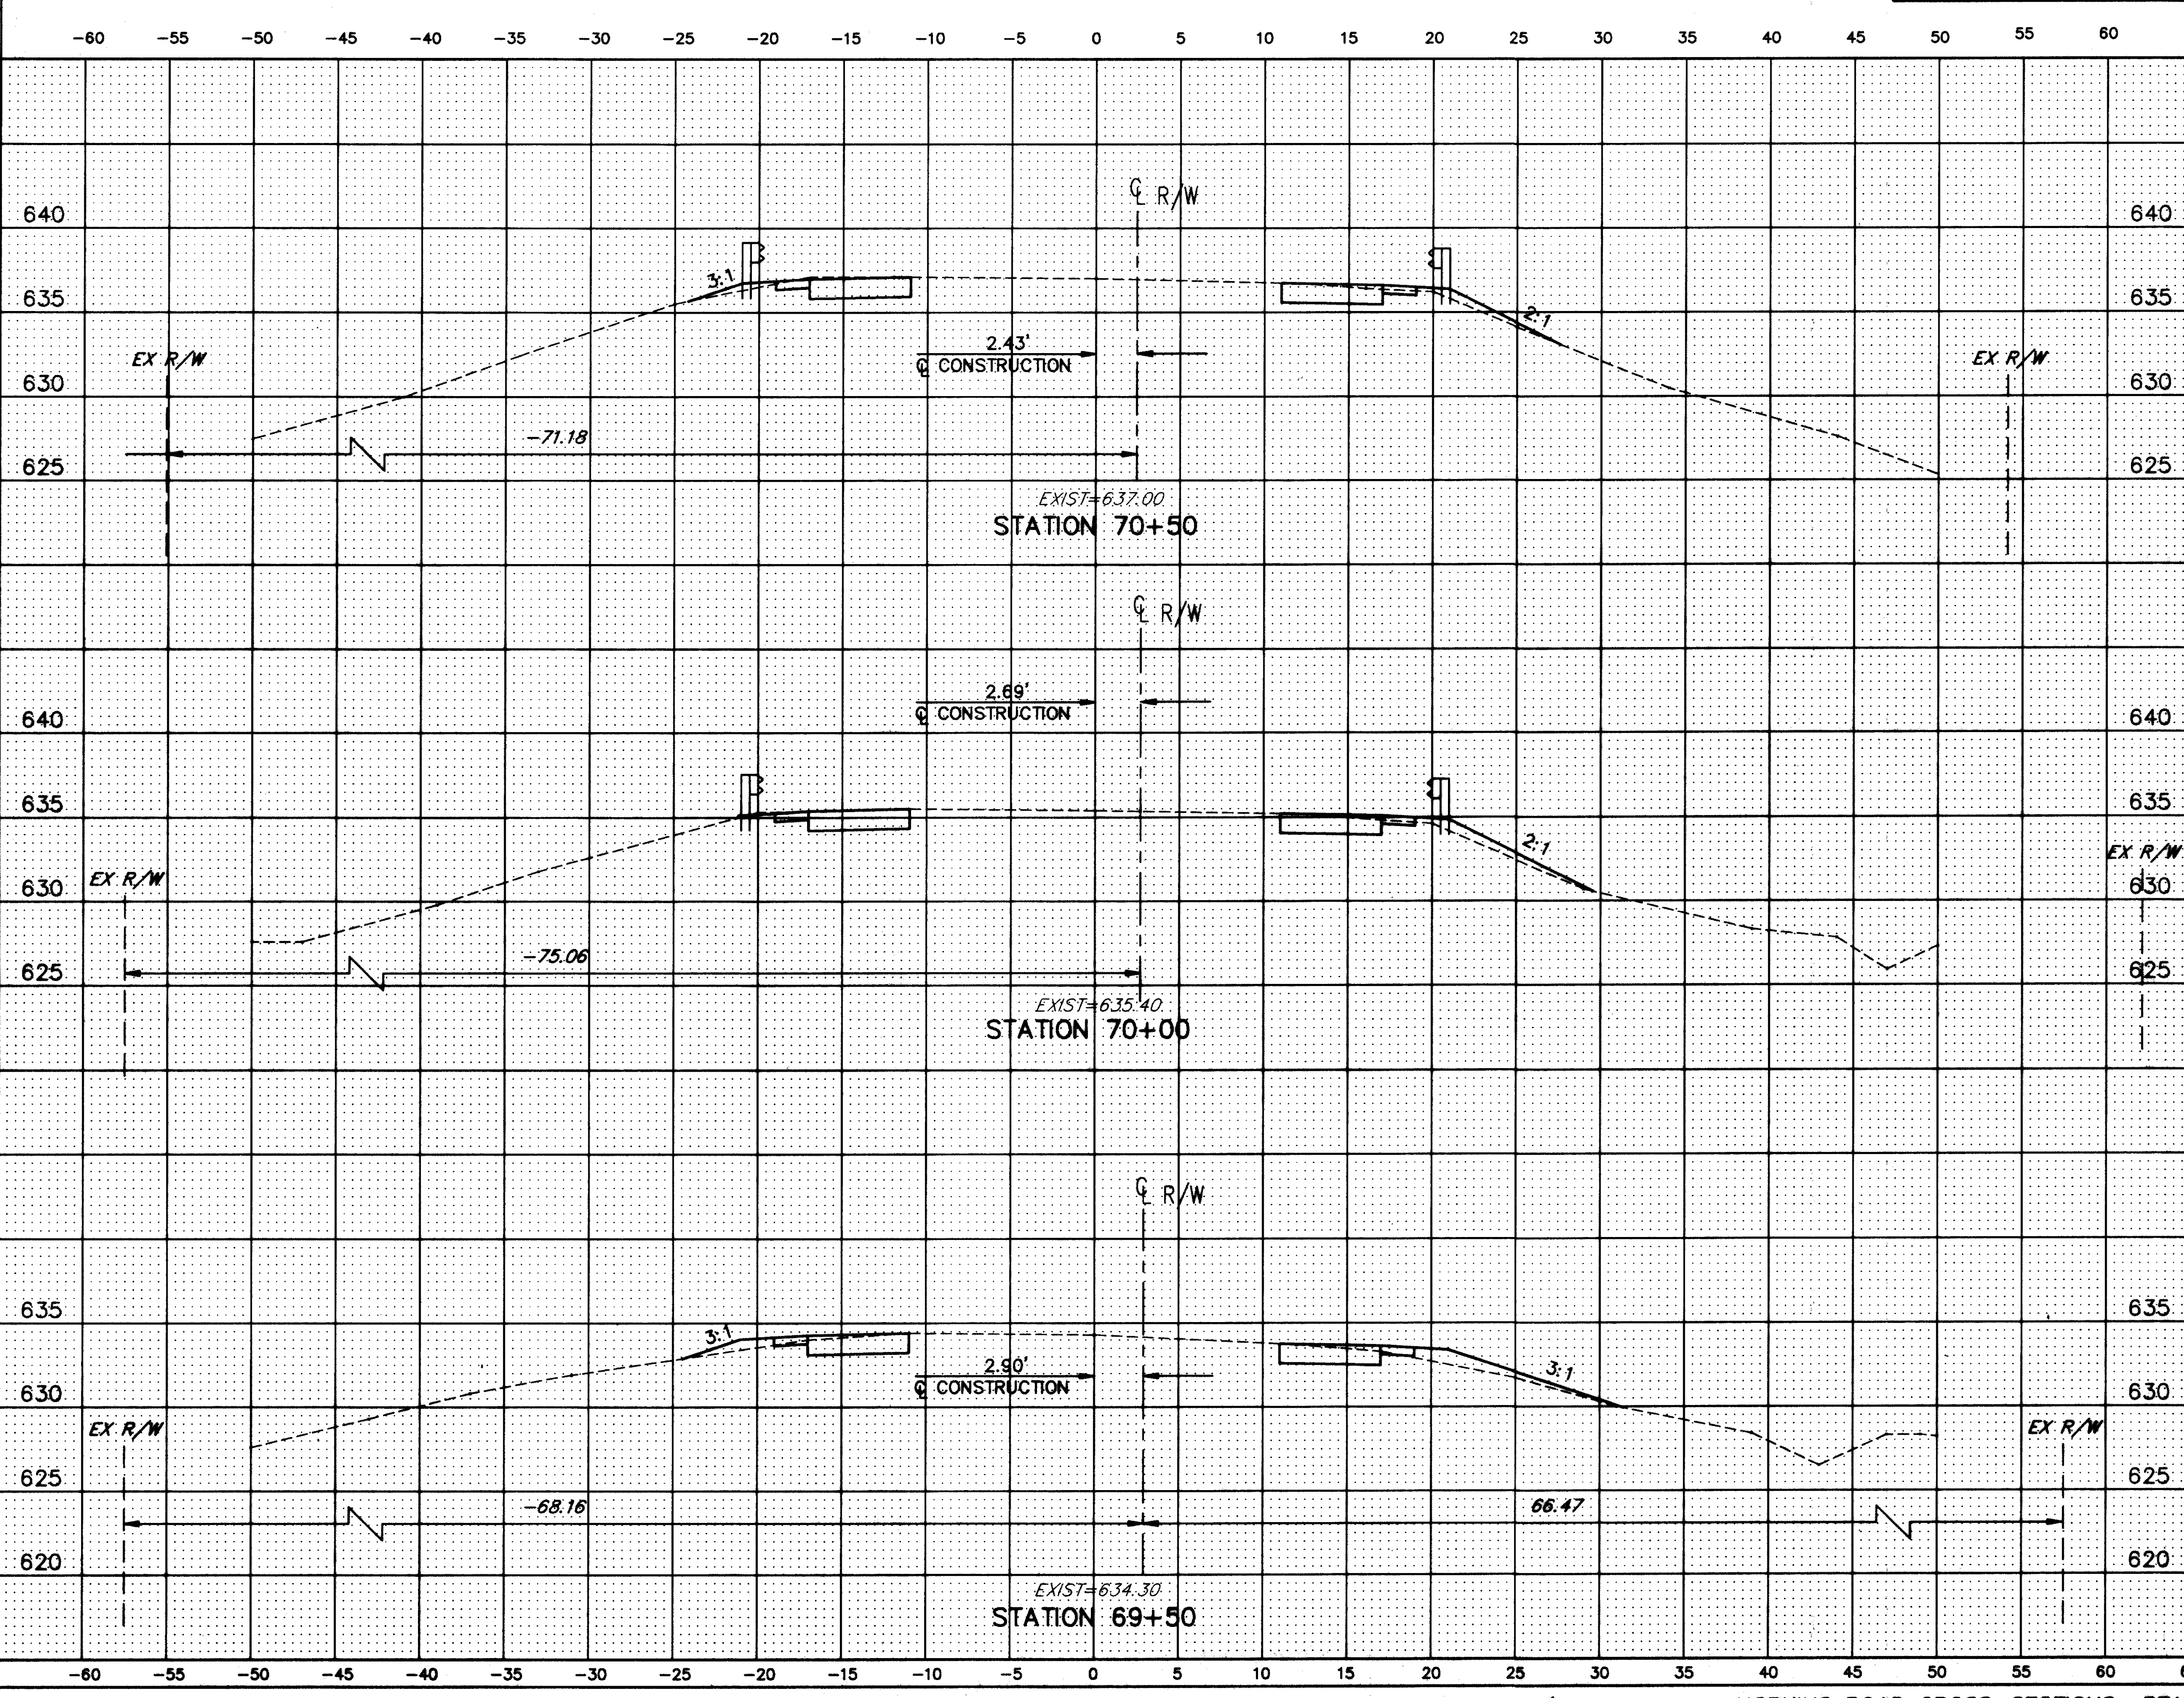 -60 -55 -50 -45 -40 -35 -30 -25 -20 -15 -10 -5 0 5 10 15 20 25 30 35 40 45 50 55 60
℄ R/W
640 640
3:1
635 635
2:1
2.43'
EX R/W EX R/W
℄ CONSTRUCTION
630 630
-71.18
625 625
EXIST=637.00
STATION 70+50
℄ R/W
2.69'
℄ CONSTRUCTION
640 640
635 635
2:1
EX R/W EX R/W
630 630
-75.06
625 625
EXIST=635.40
STATION 70+00
℄ R/W
635 635
3:1
2.90'
3:1
℄ CONSTRUCTION
630 630
EX R/W EX R/W
625 625
-68.16 66.47
620 620
EXIST=634.30
STATION 69+50
-60 -55 -50 -45 -40 -35 -30 -25 -20 -15 -10 -5 0 5 10 15 20 25 30 35 40 45 50 55 60
ROAD CROSS SECTIONS